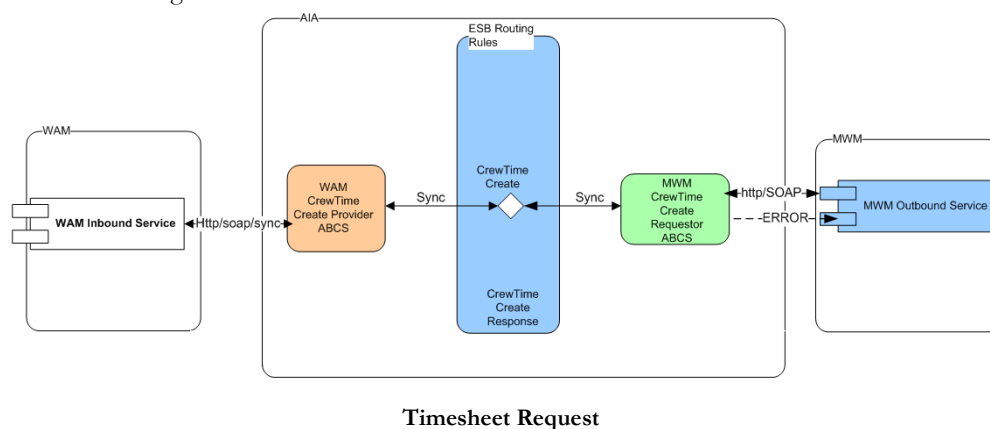 AIA
ESB Routing
Rules
WAM
MWM
CrewTime
Create
WAM
CrewTime
Create Provider
ABCS
Sync
Sync
MWM
CrewTime
Create
Requestor
ABCS
http/SOAP
ERROR
MWM Outbound Service
WAM Inbound Service
Http/soap/sync
CrewTime
Create
Response
Timesheet Request